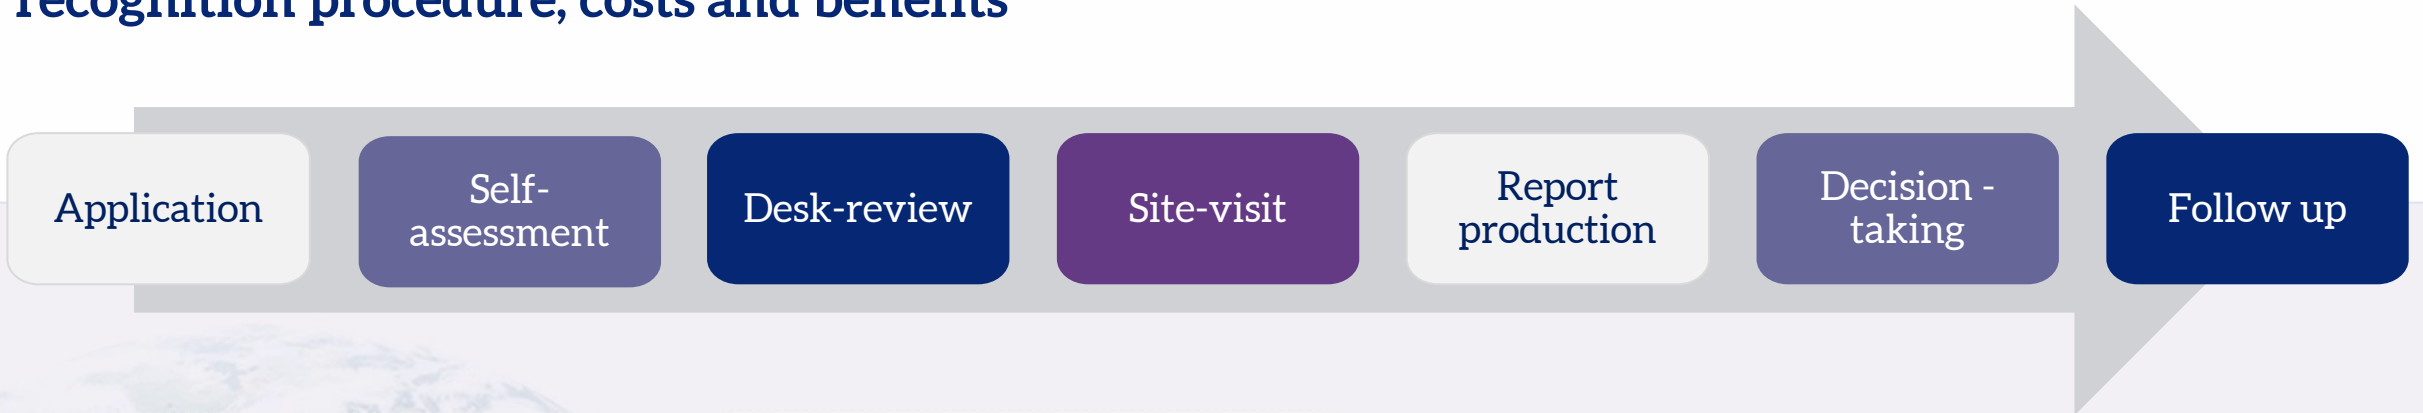 recognition procedure, costs and benefits
Application
Self-
assessment
Desk-review
Site-visit
Report
production
Decision -
taking
Follow up